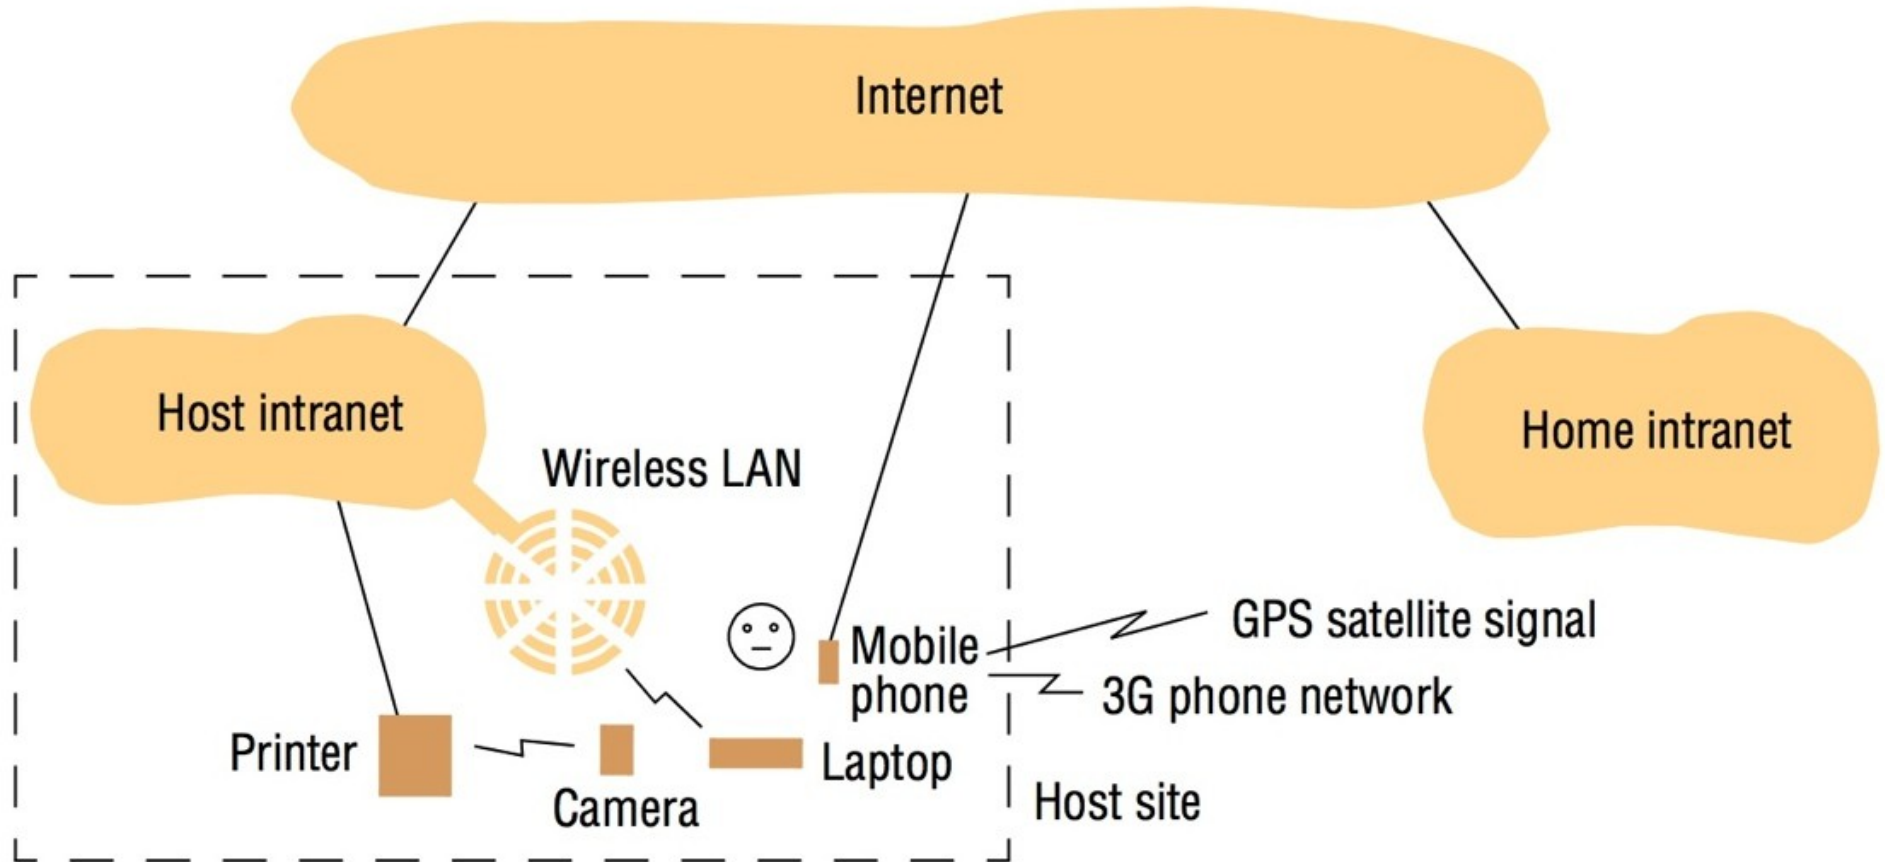 Internet
Host intranet
Wireless LAN
Home intranet
Mobile
phone
GPS satellite signal
3G phone network
Printer
Camera
Laptop
Host site